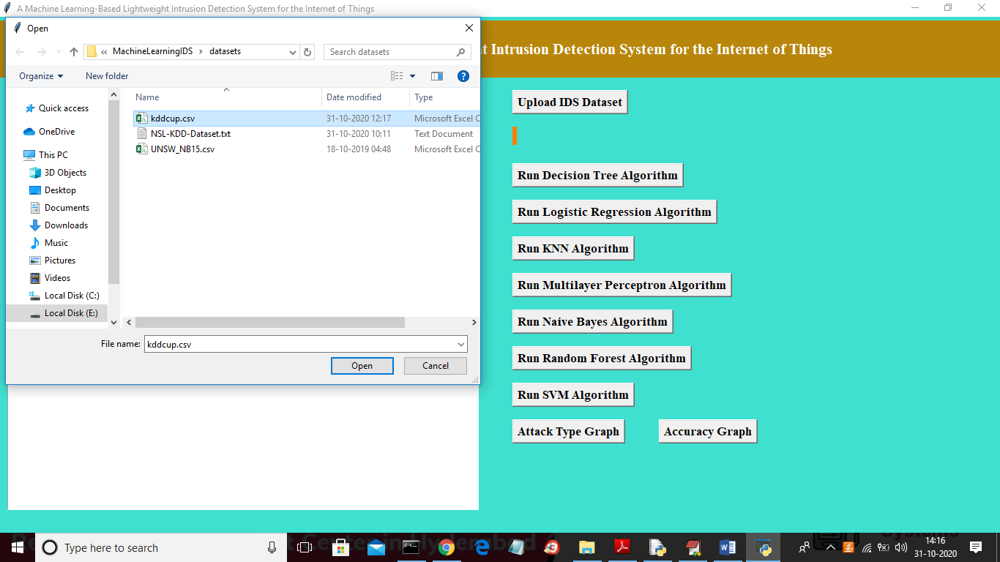 A Machine Learning-Based Lightweight Intrusion Detection System for the Internet of Things
Open
« MachineLearningIDS › datasets
Search datasets
Organize
New folder
Name
Date modified
Type
Quick access
OneDrive
This PC
3D Objects
Desktop
Documents
Downloads
Music
Pictures
Videos
Local Disk (C:)
Local Disk (E:)
kddcup.csv 31-10-2020 12:17 Microsoft Excel C
NSL-KDD-Dataset.txt 31-10-2020 10:11 Text Document
UNSW_NB15.csv 18-10-2019 04:48 Microsoft Excel C
File name: kddcup.csv
Open
Cancel
t Intrusion Detection System for the Internet of Things
Upload IDS Dataset
Run Decision Tree Algorithm
Run Logistic Regression Algorithm
Run KNN Algorithm
Run Multilayer Perceptron Algorithm
Run Naive Bayes Algorithm
Run Random Forest Algorithm
Run SVM Algorithm
Attack Type Graph
Accuracy Graph
Type here to search
14:16
31-10-2020